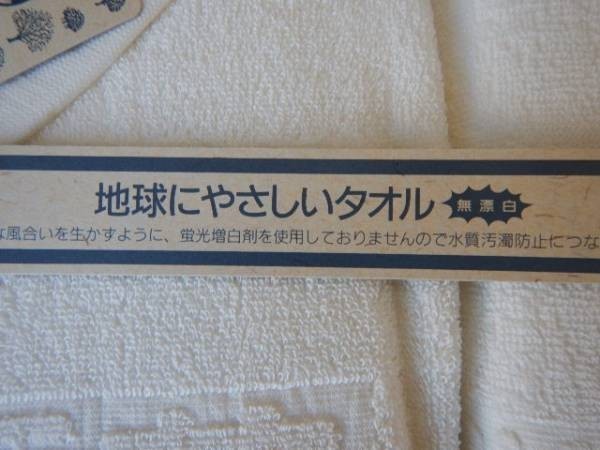 地球にやさしいタオル 無漂白
な風合いを生かすように、蛍光増白剤を使用しておりませんので水質汚濁防止につな